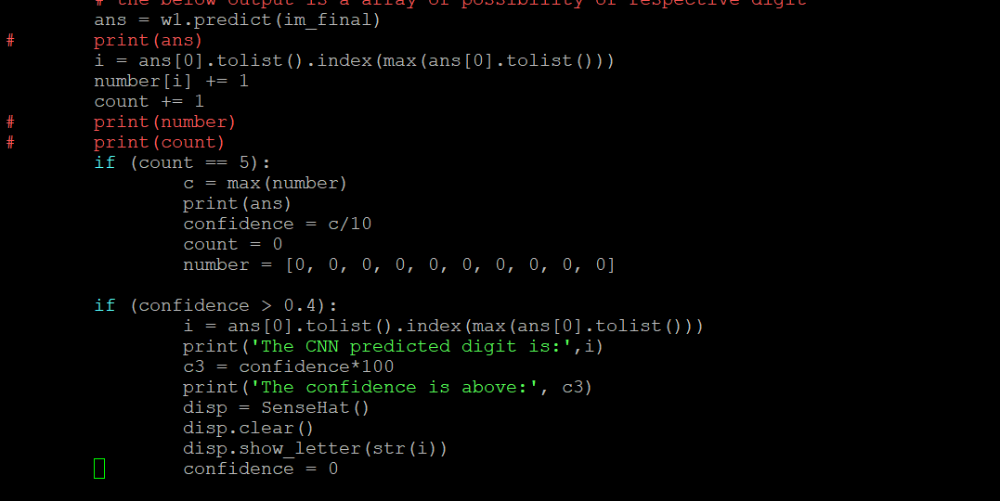 # the below output is a array of possibility of respective digit
        ans = w1.predict(im_final)
#       print(ans)
        i = ans[0].tolist().index(max(ans[0].tolist()))
        number[i] += 1
        count += 1
#       print(number)
#       print(count)
        if (count == 5):
                c = max(number)
                print(ans)
                confidence = c/10
                count = 0
                number = [0, 0, 0, 0, 0, 0, 0, 0, 0, 0]

        if (confidence > 0.4):
                i = ans[0].tolist().index(max(ans[0].tolist()))
                print('The CNN predicted digit is:',i)
                c3 = confidence*100
                print('The confidence is above:', c3)
                disp = SenseHat()
                disp.clear()
                disp.show_letter(str(i))
                confidence = 0